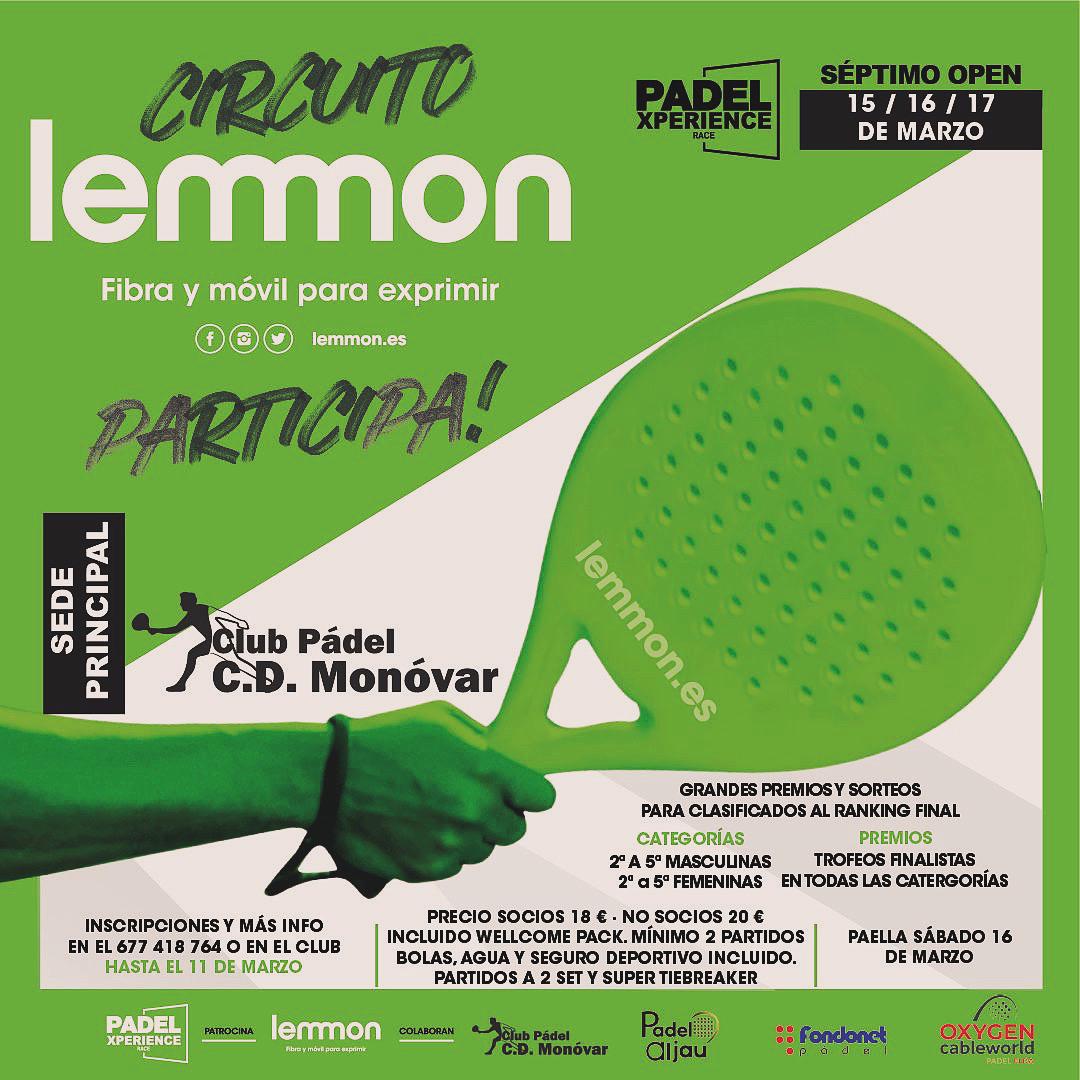 CIRCUITO
lemmon
Fibra y móvil para exprimir
lemmon.es
PARTICIPA!
PADEL
XPERIENCE
RACE
SÉPTIMO OPEN
15 / 16 / 17
DE MARZO
SEDE
PRINCIPAL
Club Pádel
C.D. Monóvar
lemmon.es
GRANDES PREMIOS Y SORTEOS
PARA CLASIFICADOS AL RANKING FINAL
CATEGORÍAS
2ª A 5ª MASCULINAS
2ª a 5ª FEMENINAS
PREMIOS
TROFEOS FINALISTAS
EN TODAS LAS CATERGORÍAS
INSCRIPCIONES Y MÁS INFO
EN EL 677 418 764 O EN EL CLUB
HASTA EL 11 DE MARZO
PRECIO SOCIOS 18 € - NO SOCIOS 20 €
INCLUIDO WELLCOME PACK. MÍNIMO 2 PARTIDOS
BOLAS, AGUA Y SEGURO DEPORTIVO INCLUIDO.
PARTIDOS A 2 SET Y SUPER TIEBREAKER
PAELLA SÁBADO 16
DE MARZO
PADEL
XPERIENCE
RACE
PATROCINA
lemmon
Fibra y móvil para exprimir
COLABORAN
Club Pádel
C.D. Monóvar
Padel
aljau
fondonet
padel
OXYGEN
cableworld
PADEL